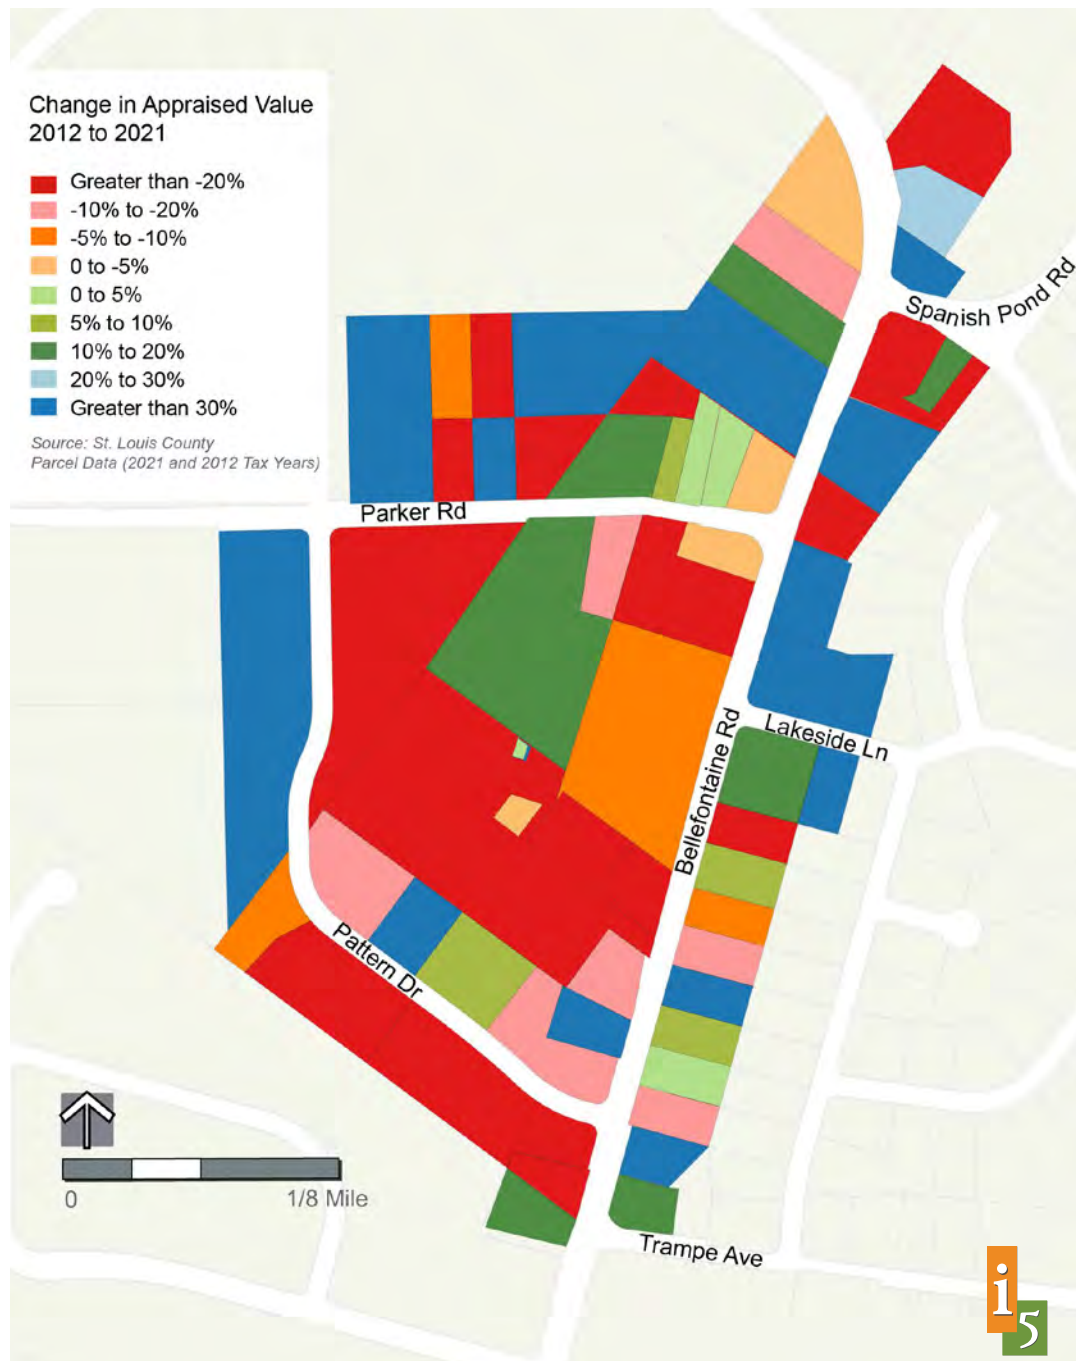 Change in Appraised Value
2012 to 2021
Greater than -20%
-10% to -20%
-5% to -10%
0 to -5%
0 to 5%
5% to 10%
10% to 20%
20% to 30%
Greater than 30%
Source: St. Louis County
Parcel Data (2021 and 2012 Tax Years)
Spanish Pond Rd
Parker Rd
Lakeside Ln
Bellefontaine Rd
Pattern Dr
0
1/8 Mile
Trampe Ave
i
5